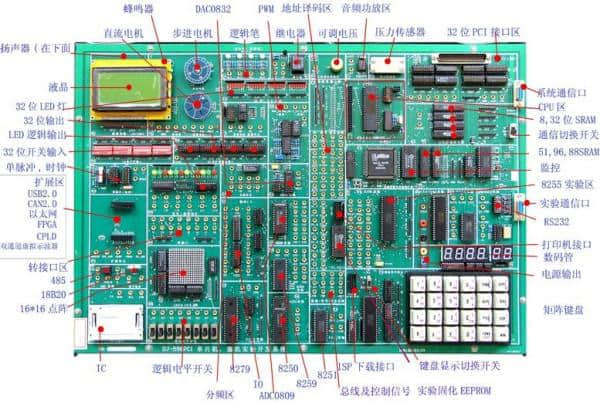 蜂鸣器
DAC0832
PWM
地址译码区
音频功放区
直流电机
步进电机
逻辑笔
继电器
可调电压
压力传感器
32位PCI接口区
扬声器（在下面
液晶
32位LED灯
32位输出
LED逻辑输出
32位开关输入
单脉冲，时钟
扩展区
USB2.0
CAN2.0
以太网
FPGA
CPLD
双通道虚拟示波器
转接口区
485
18B20
16*16点阵
系统通信口
CPU区
8,32位SRAM
通信切换开关
51,96,88SRAM
监控
8255实验区
实验通信口
RS232
打印机接口
数码管
电源输出
矩阵键盘
IC
逻辑电平开关
8279
分频区
IO
ADC0809
8250
8259
8251
ISP下载接口
总线及控制信号
键盘显示切换开关
实验固化EEPROM